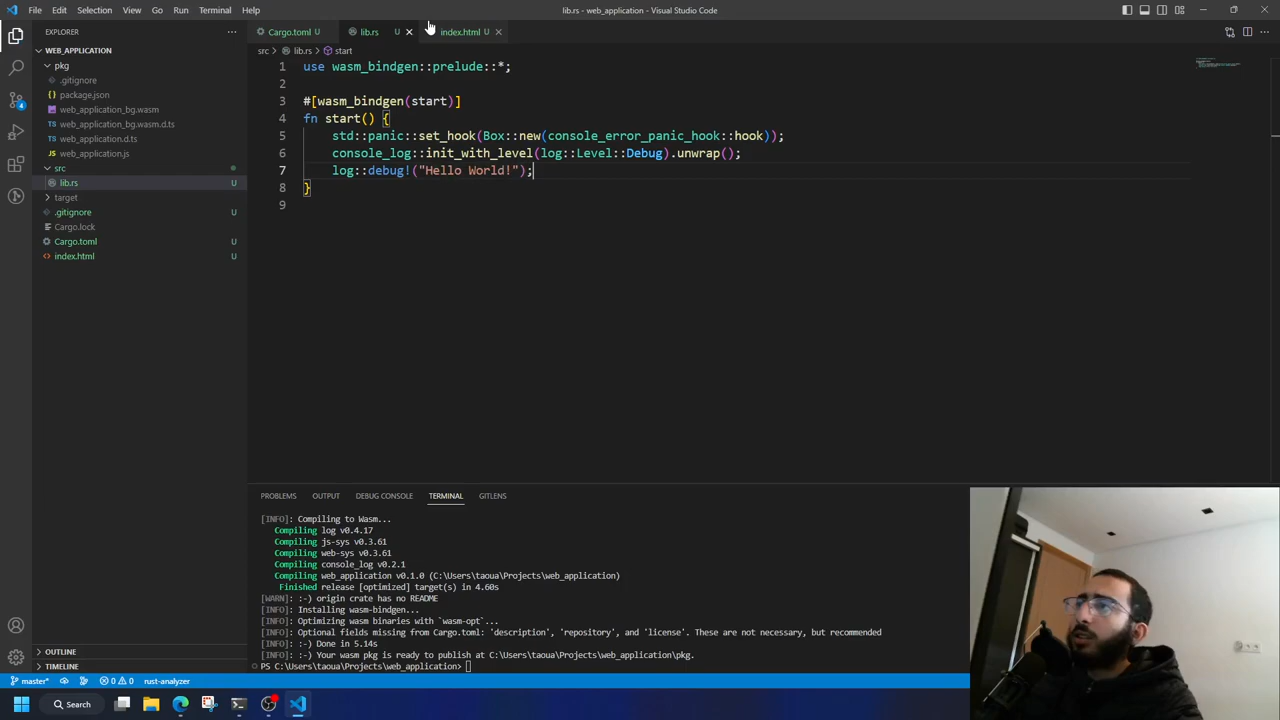 File Edit Selection View Go Run Terminal Help
lib.rs - web_application - Visual Studio Code
EXPLORER
WEB_APPLICATION
pkg
.gitignore
package.json
web_application_bg.wasm
web_application_bg.wasm.d.ts
web_application.d.ts
web_application.js
src
lib.rs U
target
.gitignore U
Cargo.lock
Cargo.toml U
index.html U
OUTLINE
TIMELINE
Cargo.toml U
lib.rs U
index.html U
src > lib.rs > start
1 use wasm_bindgen::prelude::*;
2
3 #[wasm_bindgen(start)]
4 fn start() {
5 std::panic::set_hook(Box::new(console_error_panic_hook::hook));
6 console_log::init_with_level(log::Level::Debug).unwrap();
7 log::debug!("Hello World!");
8 }
9
PROBLEMS OUTPUT DEBUG CONSOLE TERMINAL GITLENS
[INFO]: Compiling to Wasm...
Compiling log v0.4.17
Compiling js-sys v0.3.61
Compiling web-sys v0.3.61
Compiling console_log v0.2.1
Compiling web_application v0.1.0 (C:\Users\taoua\Projects\web_application)
Finished release [optimized] target(s) in 4.60s
[WARN]: :-) origin crate has no README
[INFO]: Installing wasm-bindgen...
[INFO]: Optimizing wasm binaries with `wasm-opt`...
[INFO]: Optional fields missing from Cargo.toml: 'description', 'repository', and 'license'. These are not necessary, but recommended
[INFO]: :-) Done in 5.14s
[INFO]: :-) Your wasm pkg is ready to publish at C:\Users\taoua\Projects\web_application\pkg.
PS C:\Users\taoua\Projects\web_application>
4
master* 0 0 rust-analyzer
Search